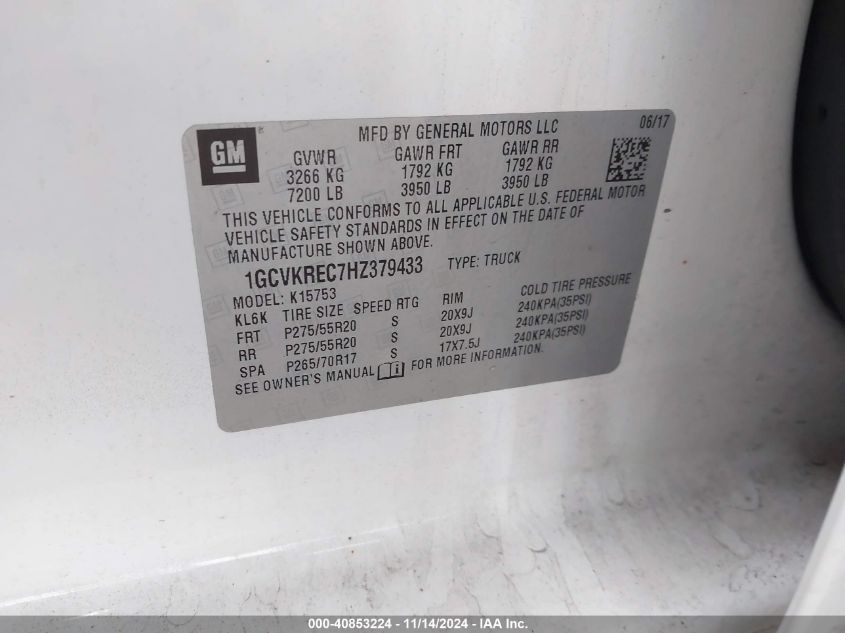 GM
MFD BY GENERAL MOTORS LLC
06/17
GVWR GAWR FRT GAWR RR
3266 KG 1792 KG 1792 KG
7200 LB 3950 LB 3950 LB
THIS VEHICLE CONFORMS TO ALL APPLICABLE U.S. FEDERAL MOTOR
VEHICLE SAFETY STANDARDS IN EFFECT ON THE DATE OF
MANUFACTURE SHOWN ABOVE.
1GCVKREC7HZ379433 TYPE: TRUCK
MODEL: K15753
KL6K TIRE SIZE SPEED RTG RIM COLD TIRE PRESSURE
FRT P275/55R20 S 20X9J 240KPA(35PSI)
RR P275/55R20 S 20X9J 240KPA(35PSI)
SPA P265/70R17 S 17X7.5J 240KPA(35PSI)
SEE OWNER'S MANUAL i FOR MORE INFORMATION.
000-40853224 - 11/14/2024 - IAA Inc.